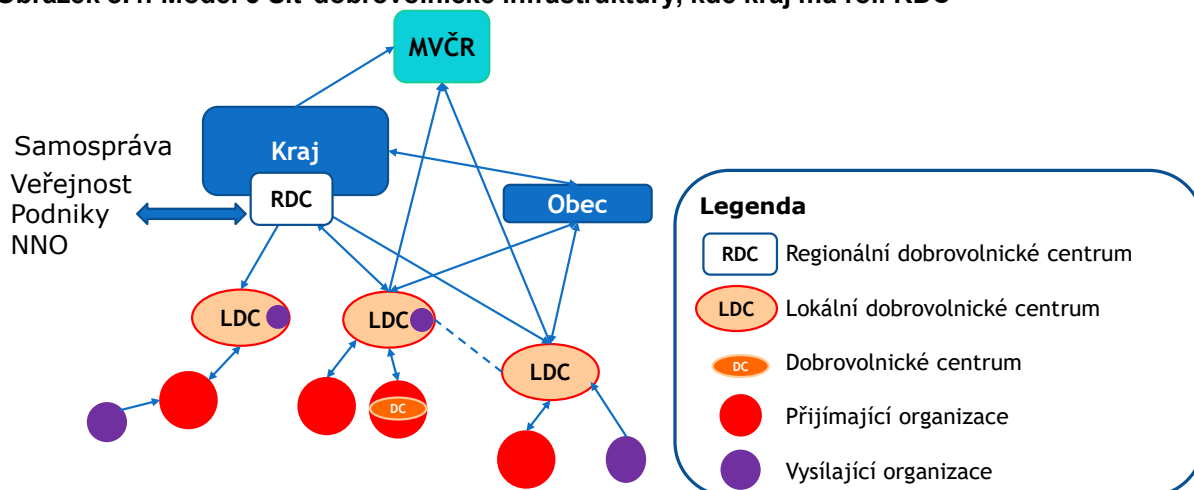 MVČR
Samospráva
Veřejnost
Podniky
NNO
Kraj
RDC
Obec
LDC
LDC
LDC
DC
Legenda
RDC Regionální dobrovolnické centrum
LDC Lokální dobrovolnické centrum
DC Dobrovolnické centrum
Přijímající organizace
Vysílající organizace